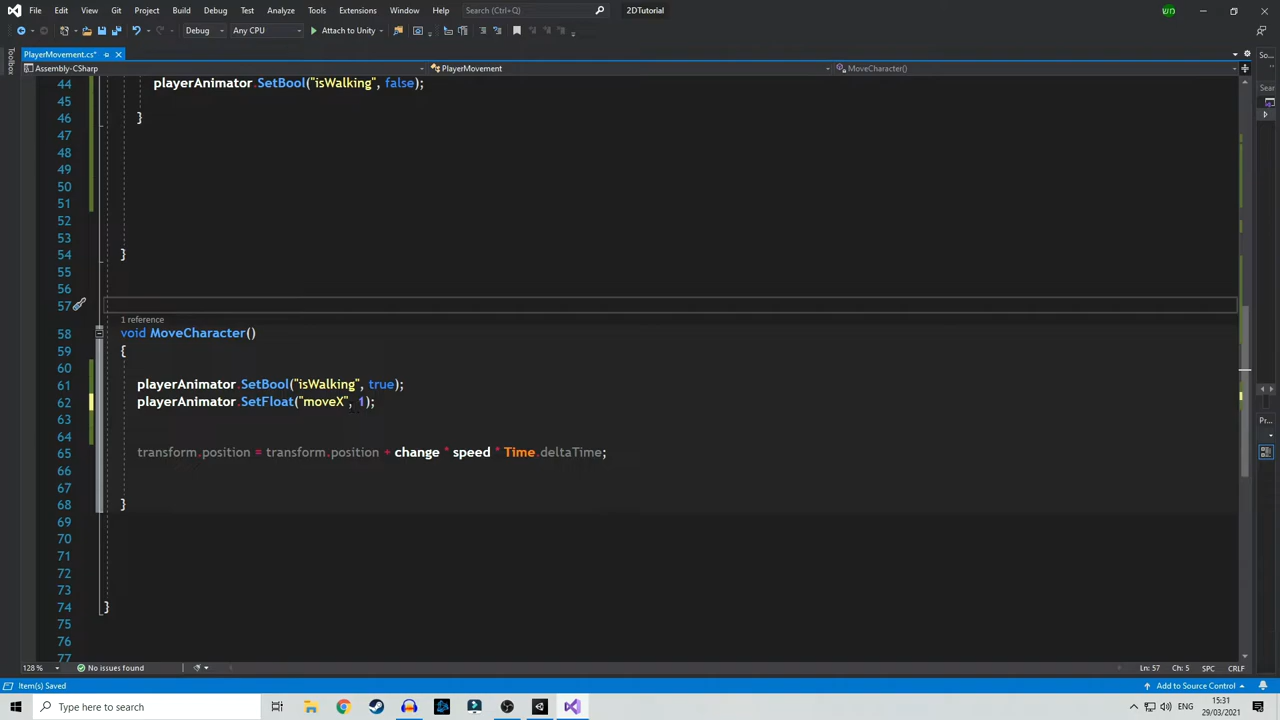 File Edit View Git Project Build Debug Test Analyze Tools Extensions Window Help Search (Ctrl+Q) 2DTutorial
Debug Any CPU Attach to Unity
PlayerMovement.cs*
Assembly-CSharp PlayerMovement MoveCharacter()
Toolbox
44 playerAnimator.SetBool("isWalking", false);
45
46 }
47
48
49
50
51
52
53
54 }
55
56
57
1 reference
58 void MoveCharacter()
59 {
60
61 playerAnimator.SetBool("isWalking", true);
62 playerAnimator.SetFloat("moveX", 1);
63
64
65 transform.position = transform.position + change * speed * Time.deltaTime;
66
67
68 }
69
70
71
72
73
74 }
75
76
77
So...
Sear
Pr...
128 % No issues found Ln: 57 Ch: 5 SPC CRLF
Item(s) Saved Add to Source Control
Type here to search ENG 15:31
29/03/2021